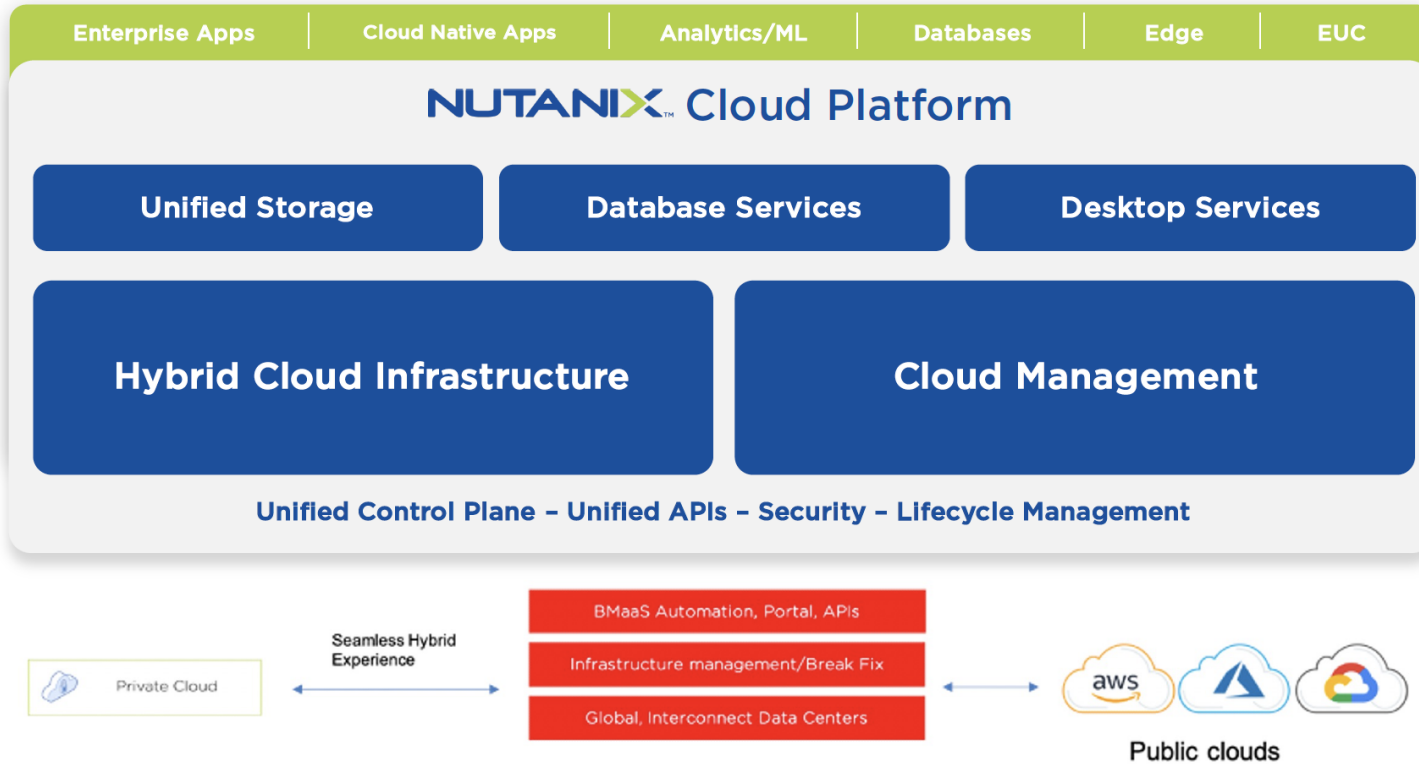 Enterprise Apps
Cloud Native Apps
Analytics/ML
Databases
Edge
EUC
NUTANIX™ Cloud Platform
Unified Storage
Database Services
Desktop Services
Hybrid Cloud Infrastructure
Cloud Management
Unified Control Plane – Unified APIs – Security – Lifecycle Management
BMaaS Automation, Portal, APIs
Seamless Hybrid
Experience
Infrastructure management/Break Fix
Private Cloud
Global, Interconnect Data Centers
aws
Public clouds